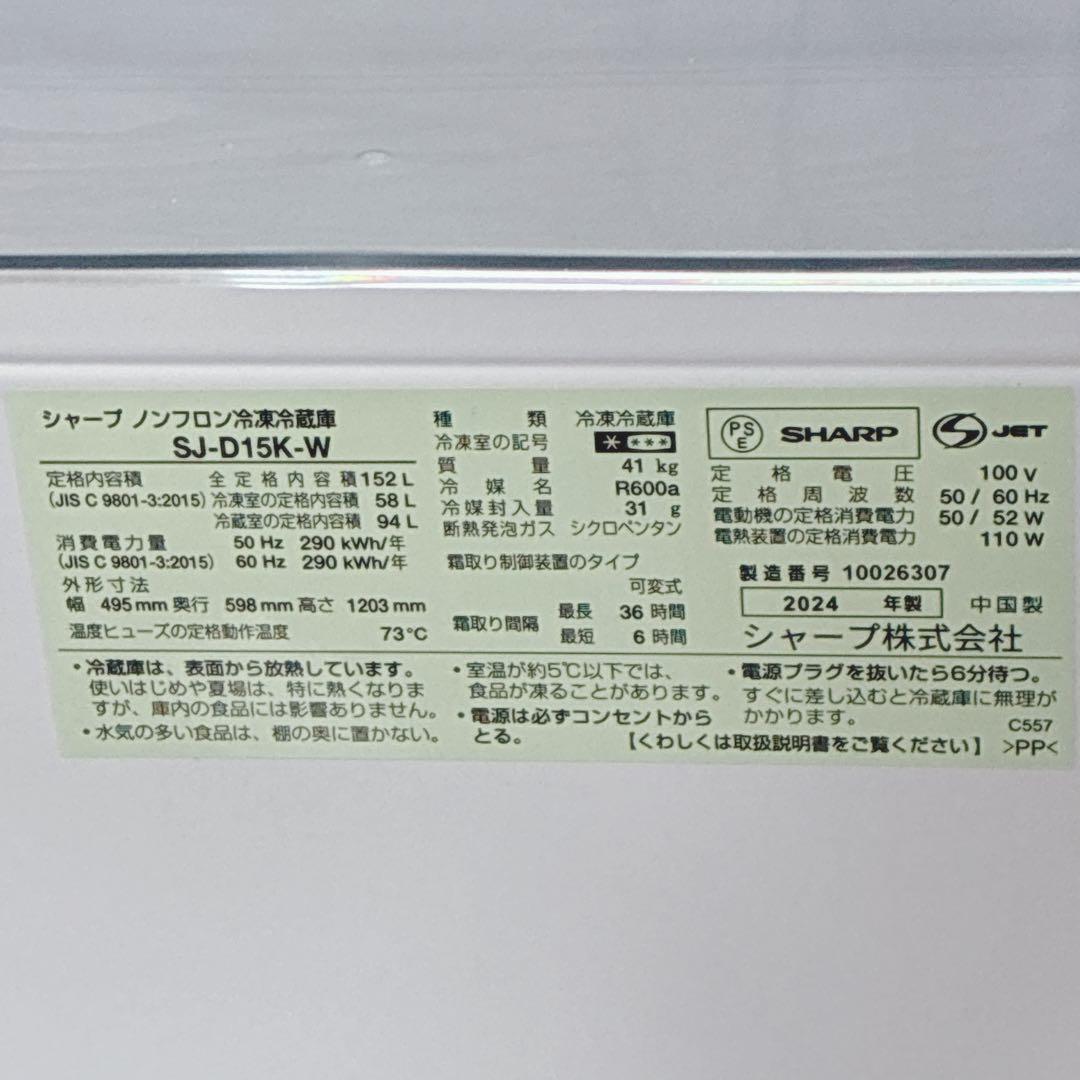 シャープ ノンフロン冷凍冷蔵庫
SJ-D15K-W
定格内容積 全定格内容積 152 L
(JIS C 9801-3:2015) 冷凍室の定格内容積 58 L
冷蔵室の定格内容積 94 L
消費電力量 50 Hz 290 kWh/年
(JIS C 9801-3:2015) 60 Hz 290 kWh/年
外形寸法
幅 495 mm 奥行 598 mm 高さ 1203 mm
温度ヒューズの定格動作温度 73℃
種類 冷凍冷蔵庫
冷凍室の記号 * ***
質量 41 kg
冷媒名 R600a
冷媒封入量 31 g
断熱発泡ガス シクロペンタン
霜取り制御装置のタイプ
可変式
霜取り間隔 最長 36 時間
最短 6 時間
PS E SHARP JET
定格電圧 100 V
定格周波数 50 / 60 Hz
電動機の定格消費電力 50 / 52 W
電熱装置の定格消費電力 110 W
製造番号 10026307
2024 年製 中国製
シャープ株式会社
・冷蔵庫は、表面から放熱しています。
使いはじめや夏場は、特に熱くなりま
すが、庫内の食品には影響ありません。
・水気の多い食品は、棚の奥に置かない。
・室温が約5℃以下では、
食品が凍ることがあります。
・電源は必ずコンセントから
とる。
・電源プラグを抜いたら6分待つ。
すぐに差し込むと冷蔵庫に無理が
かかります。
C557
【くわしくは取扱説明書をご覧ください】 >PP<